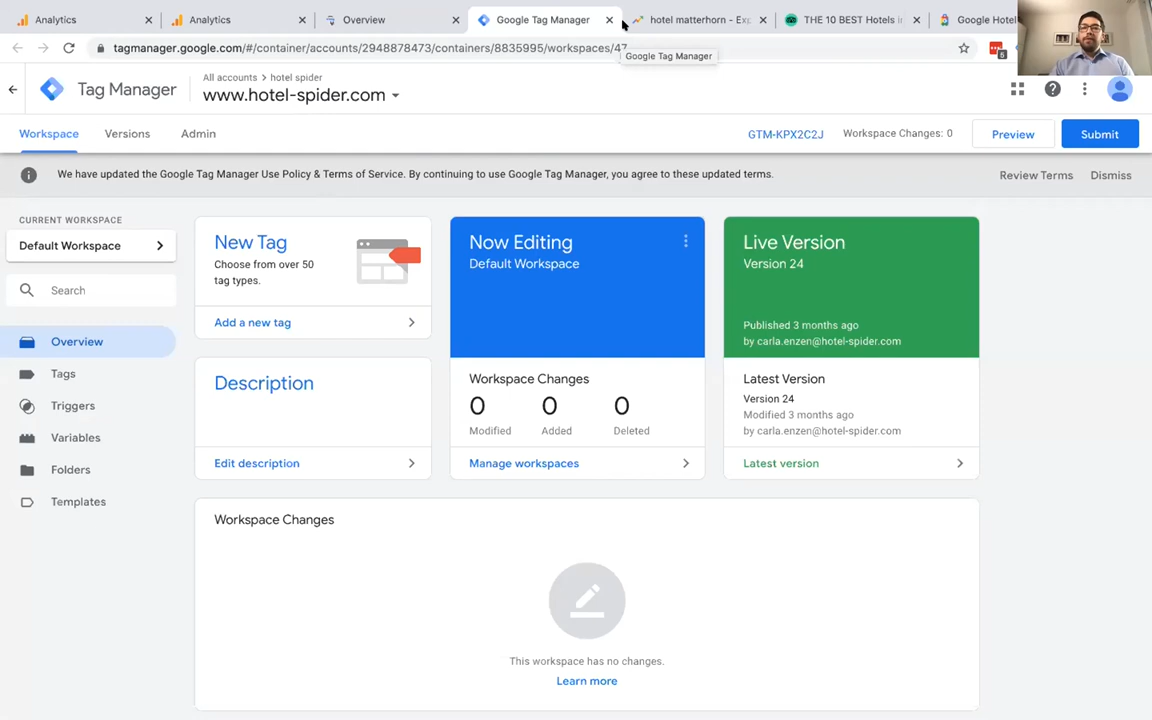 Analytics
Analytics
Overview
Google Tag Manager
hotel matterhorn - Exp
THE 10 BEST Hotels i
Google Hotel
tagmanager.google.com/#/container/accounts/2948878473/containers/8835995/workspaces/47
Google Tag Manager
6
Tag Manager
All accounts > hotel spider
www.hotel-spider.com
Workspace
Versions
Admin
GTM-KPX2C2J
Workspace Changes: 0
Preview
Submit
We have updated the Google Tag Manager Use Policy & Terms of Service. By continuing to use Google Tag Manager, you agree to these updated terms.
Review Terms
Dismiss
CURRENT WORKSPACE
Default Workspace
Search
Overview
Tags
Triggers
Variables
Folders
Templates
New Tag
Choose from over 50
tag types.
Add a new tag
Description
Edit description
Now Editing
Default Workspace
Workspace Changes
0
0
0
Modified
Added
Deleted
Manage workspaces
Live Version
Version 24
Published 3 months ago
by carla.enzen@hotel-spider.com
Latest Version
Version 24
Modified 3 months ago
by carla.enzen@hotel-spider.com
Latest version
Workspace Changes
This workspace has no changes.
Learn more